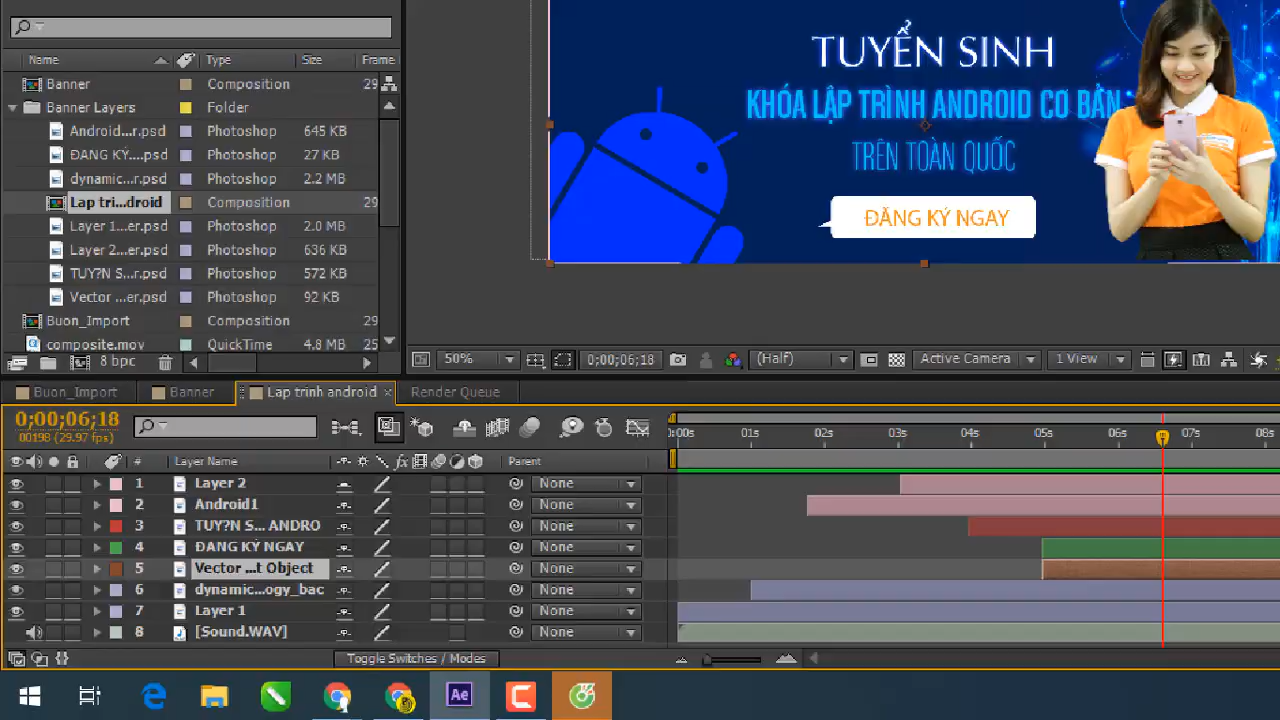 Name Type Size Frame
Banner Composition 29
Banner Layers Folder
Android...r.psd Photoshop 645 KB
ĐANG KÝ....psd Photoshop 27 KB
dynamic...r.psd Photoshop 2.2 MB
Lap tri...droid Composition 29
Layer 1...er.psd Photoshop 2.0 MB
Layer 2...er.psd Photoshop 636 KB
TUY?N S...r.psd Photoshop 572 KB
Vector ...er.psd Photoshop 92 KB
Buon_Import Composition 29
composite.mov QuickTime 4.8 MB 25
8 bpc
TUYỂN SINH
KHÓA LẬP TRÌNH ANDROID CƠ BẢN
TRÊN TOÀN QUỐC
ĐĂNG KÝ NGAY
50% 0;00;06;18 (Half) Active Camera 1 View
Buon_Import Banner Lap trinh android × Render Queue
0;00;06;18
00198 (29.97 fps)
):00s 01s 02s 03s 04s 05s 07s 08s
# Layer Name fx Parent
1 Layer 2 None
2 Android1 None
3 TUY?N S... ANDRO None
4 ĐANG KÝ NGAY None
5 Vector ...t Object None
6 dynamic...ogy_bac None
7 Layer 1 None
8 [Sound.WAV] None
Toggle Switches / Modes
Ae